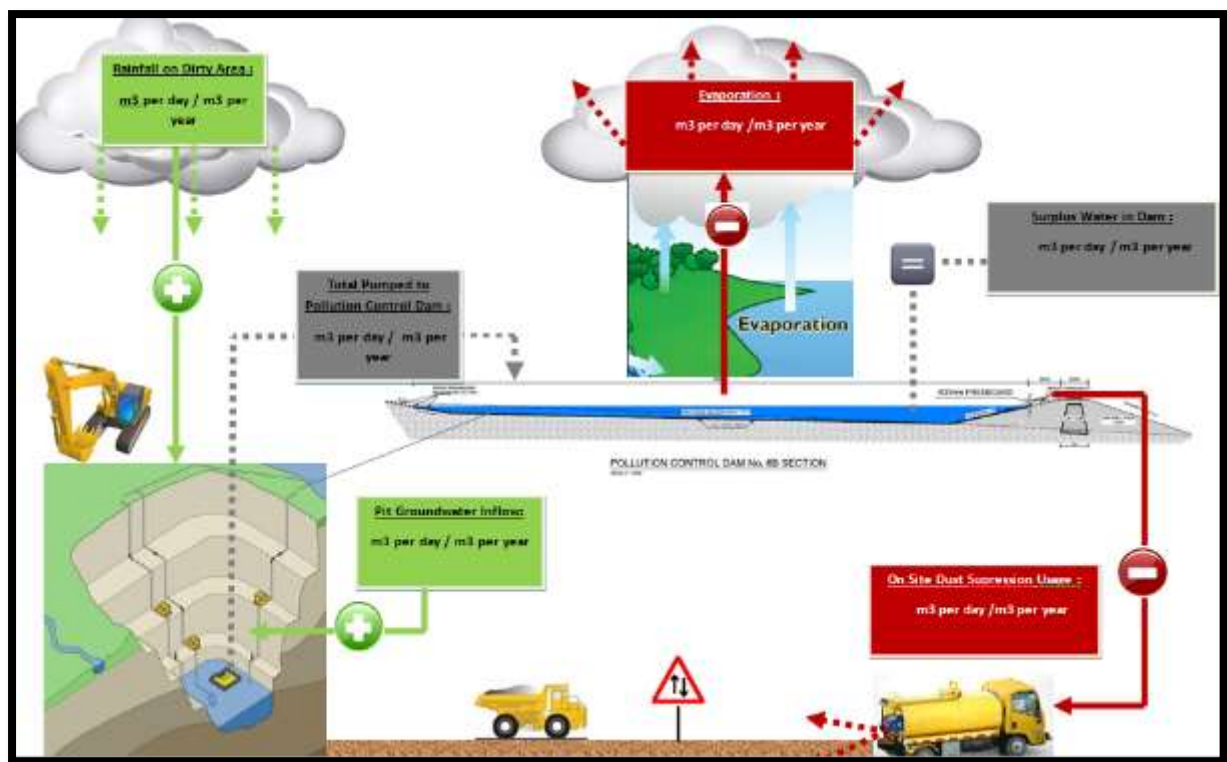 Rainfall on Dirty Area :
m3 per day / m3 per
year
Evaporation :
m3 per day /m3 per year
Surplus Water in Dam :
m3 per day / m3 per year
Total Pumped to
Pollution Control Dam :
m3 per day / m3 per
year
Evaporation
POLLUTION CONTROL DAM No. 6B SECTION
Pit Groundwater Inflow:
m3 per day / m3 per year
On Site Dust Supression Usage :
m3 per day /m3 per year